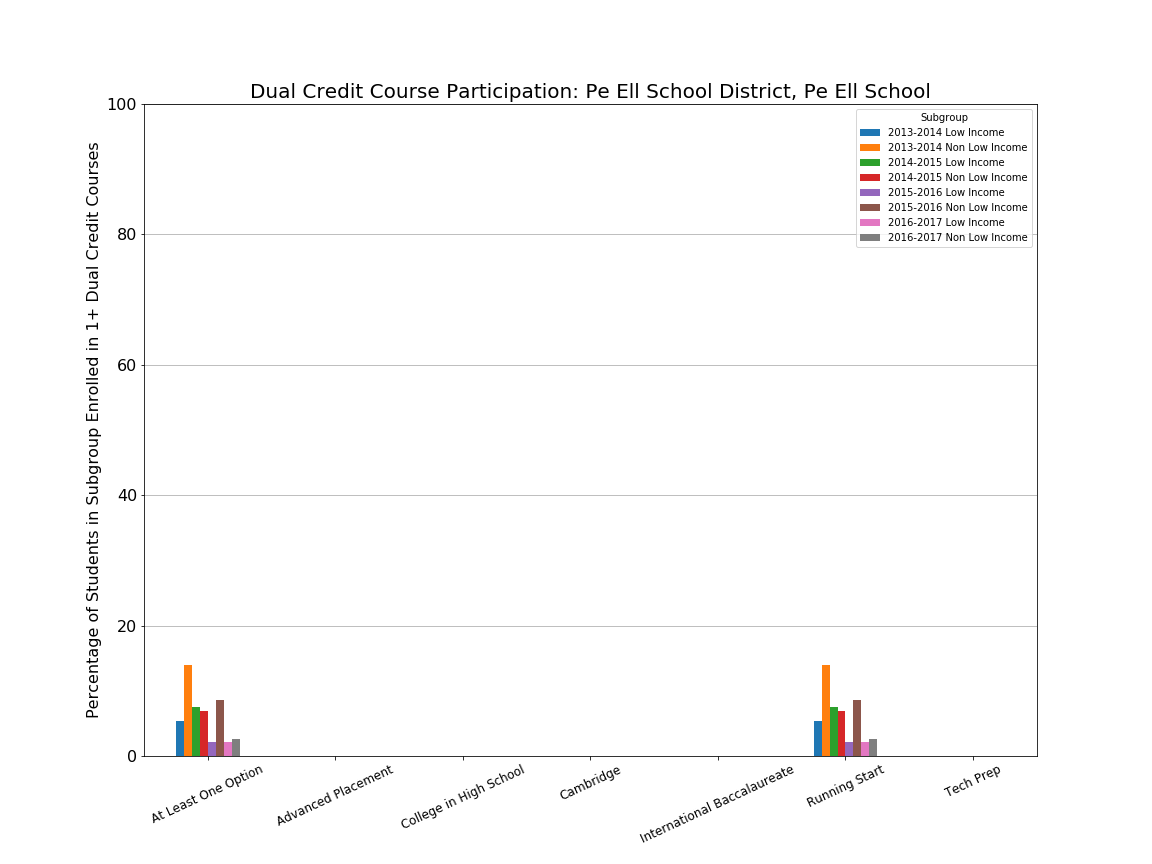 Dual Credit Course Participation: Pe Ell School District, Pe Ell School
Percentage of Students in Subgroup Enrolled in 1+ Dual Credit Courses
100
80
60
40
20
0
Subgroup
2013-2014 Low Income
2013-2014 Non Low Income
2014-2015 Low Income
2014-2015 Non Low Income
2015-2016 Low Income
2015-2016 Non Low Income
2016-2017 Low Income
2016-2017 Non Low Income
At Least One Option
Advanced Placement
College in High School
Cambridge
International Baccalaureate
Running Start
Tech Prep